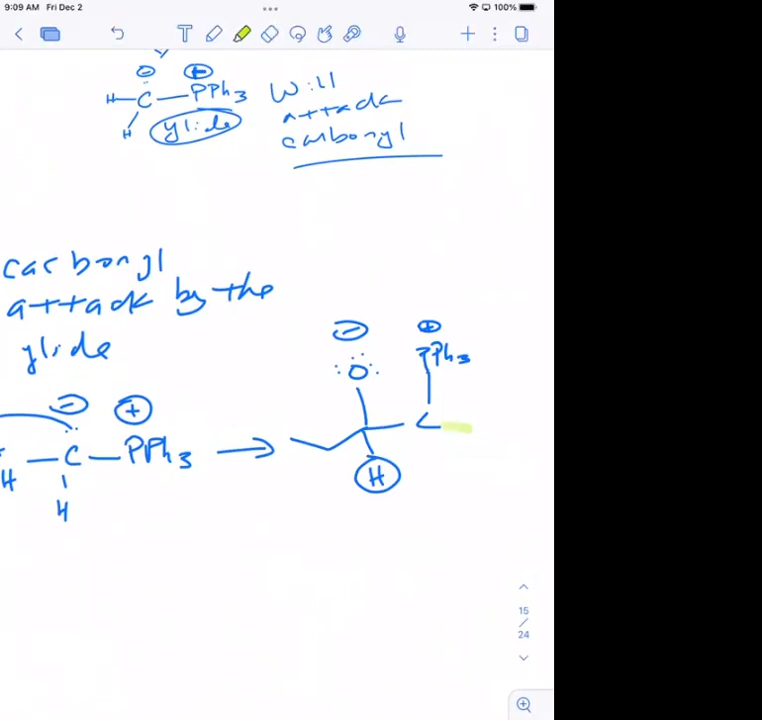 9:09 AM Fri Dec 2
100%
T
⊖ ⊕
H—C—PPh3 Will
H ylide attack
carbonyl
carbonyl
attack by the
ylide
⊖ ⊕
:Ö: PPh3
⊖ ⊕
H—C—PPh3 → C
H H
15
/
24